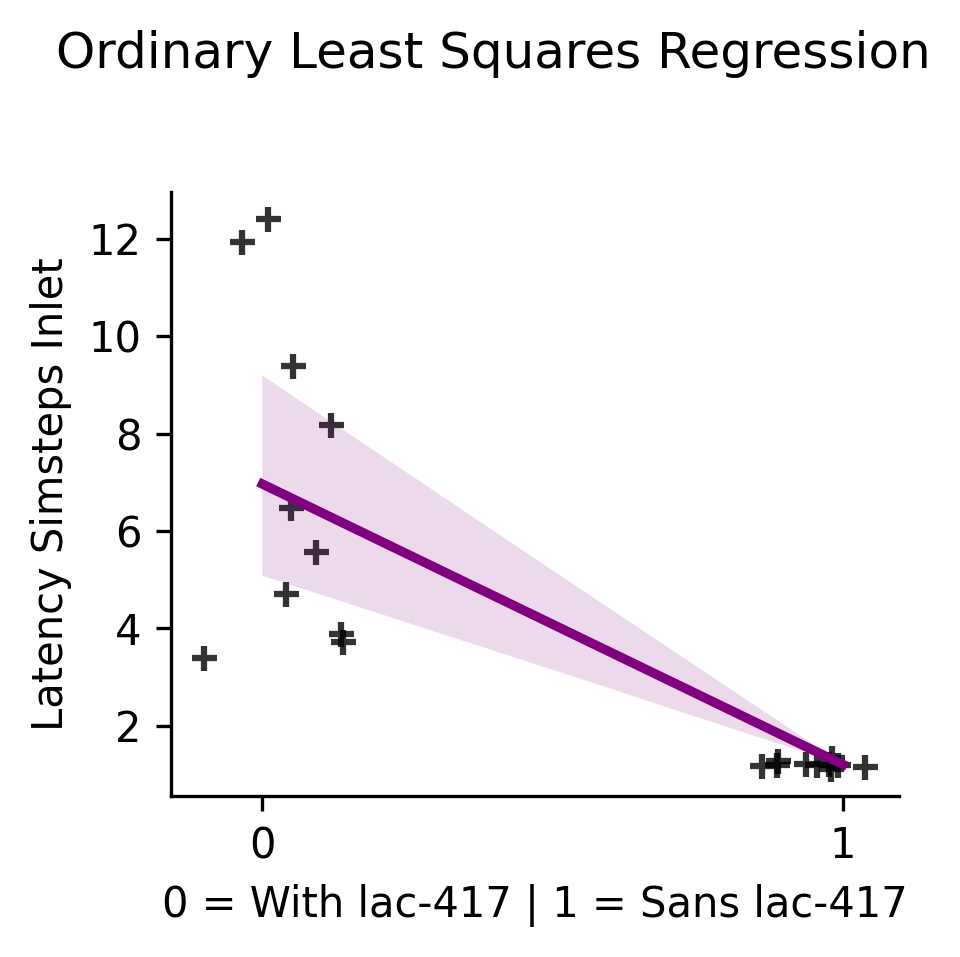 Ordinary Least Squares Regression
Latency Simsteps Inlet
12
10
8
6
4
2
0
1
0 = With lac-417 | 1 = Sans lac-417